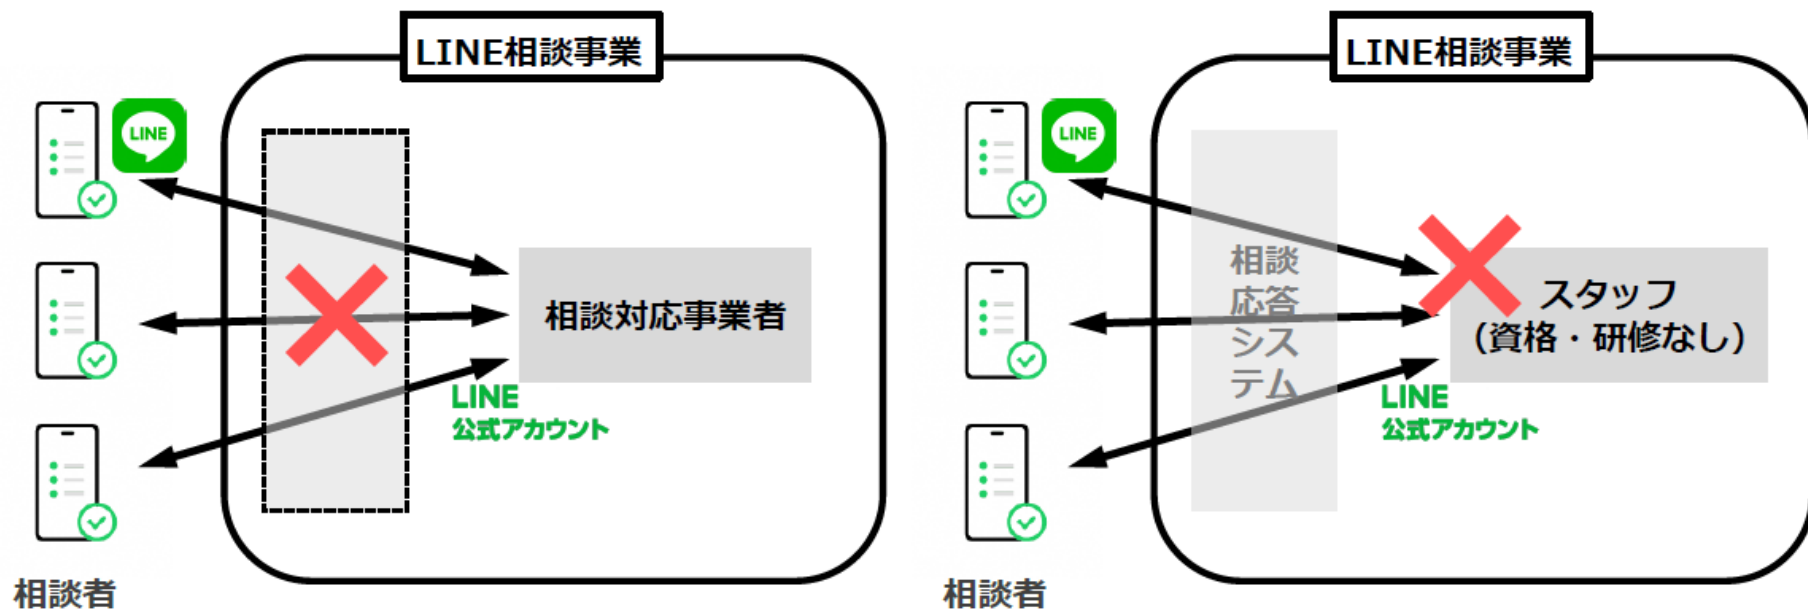 LINE相談事業
LINE
相談対応事業者
LINE
公式アカウント
相談者
LINE相談事業
LINE
相談
応答
システム
スタッフ
(資格・研修なし)
LINE
公式アカウント
相談者